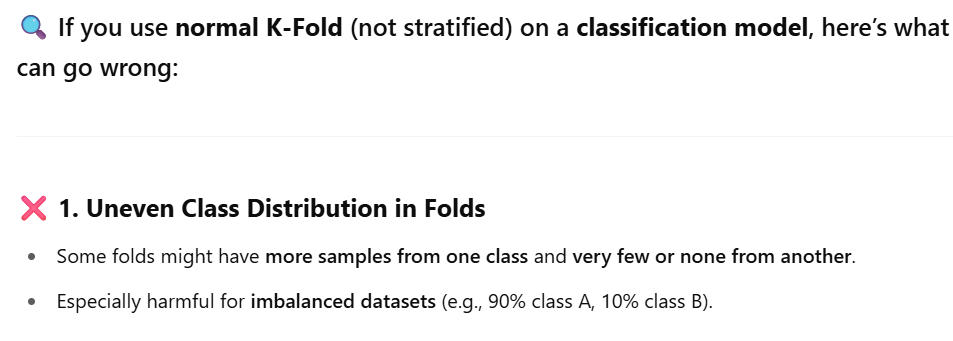 🔍 If you use normal K-Fold (not stratified) on a classification model, here’s what
can go wrong:
❌ 1. Uneven Class Distribution in Folds
• Some folds might have more samples from one class and very few or none from another.
• Especially harmful for imbalanced datasets (e.g., 90% class A, 10% class B).